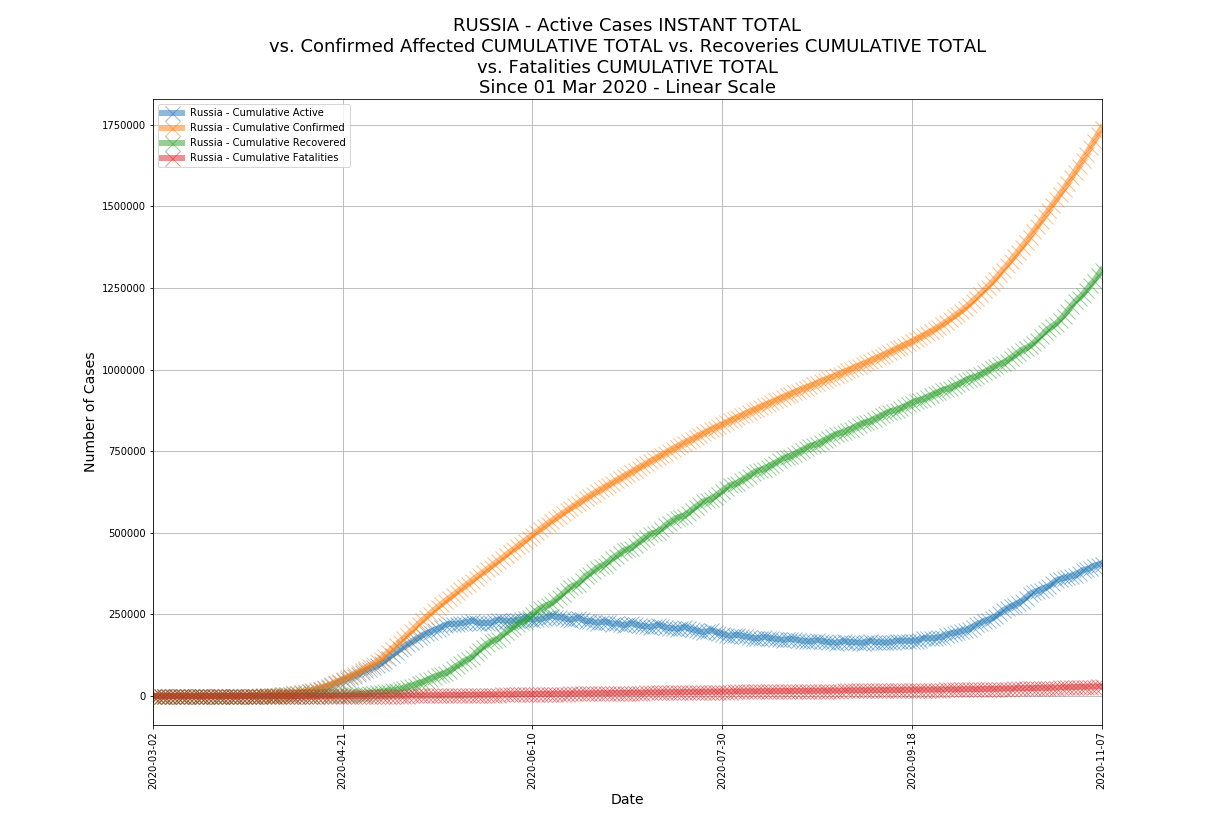 RUSSIA - Active Cases INSTANT TOTAL
vs. Confirmed Affected CUMULATIVE TOTAL vs. Recoveries CUMULATIVE TOTAL
vs. Fatalities CUMULATIVE TOTAL
Since 01 Mar 2020 - Linear Scale
Russia - Cumulative Active
Russia - Cumulative Confirmed
Russia - Cumulative Recovered
Russia - Cumulative Fatalities
Number of Cases
1750000
1500000
1250000
1000000
750000
500000
250000
0
2020-03-02
2020-04-21
2020-06-10
2020-07-30
2020-09-18
2020-11-07
Date